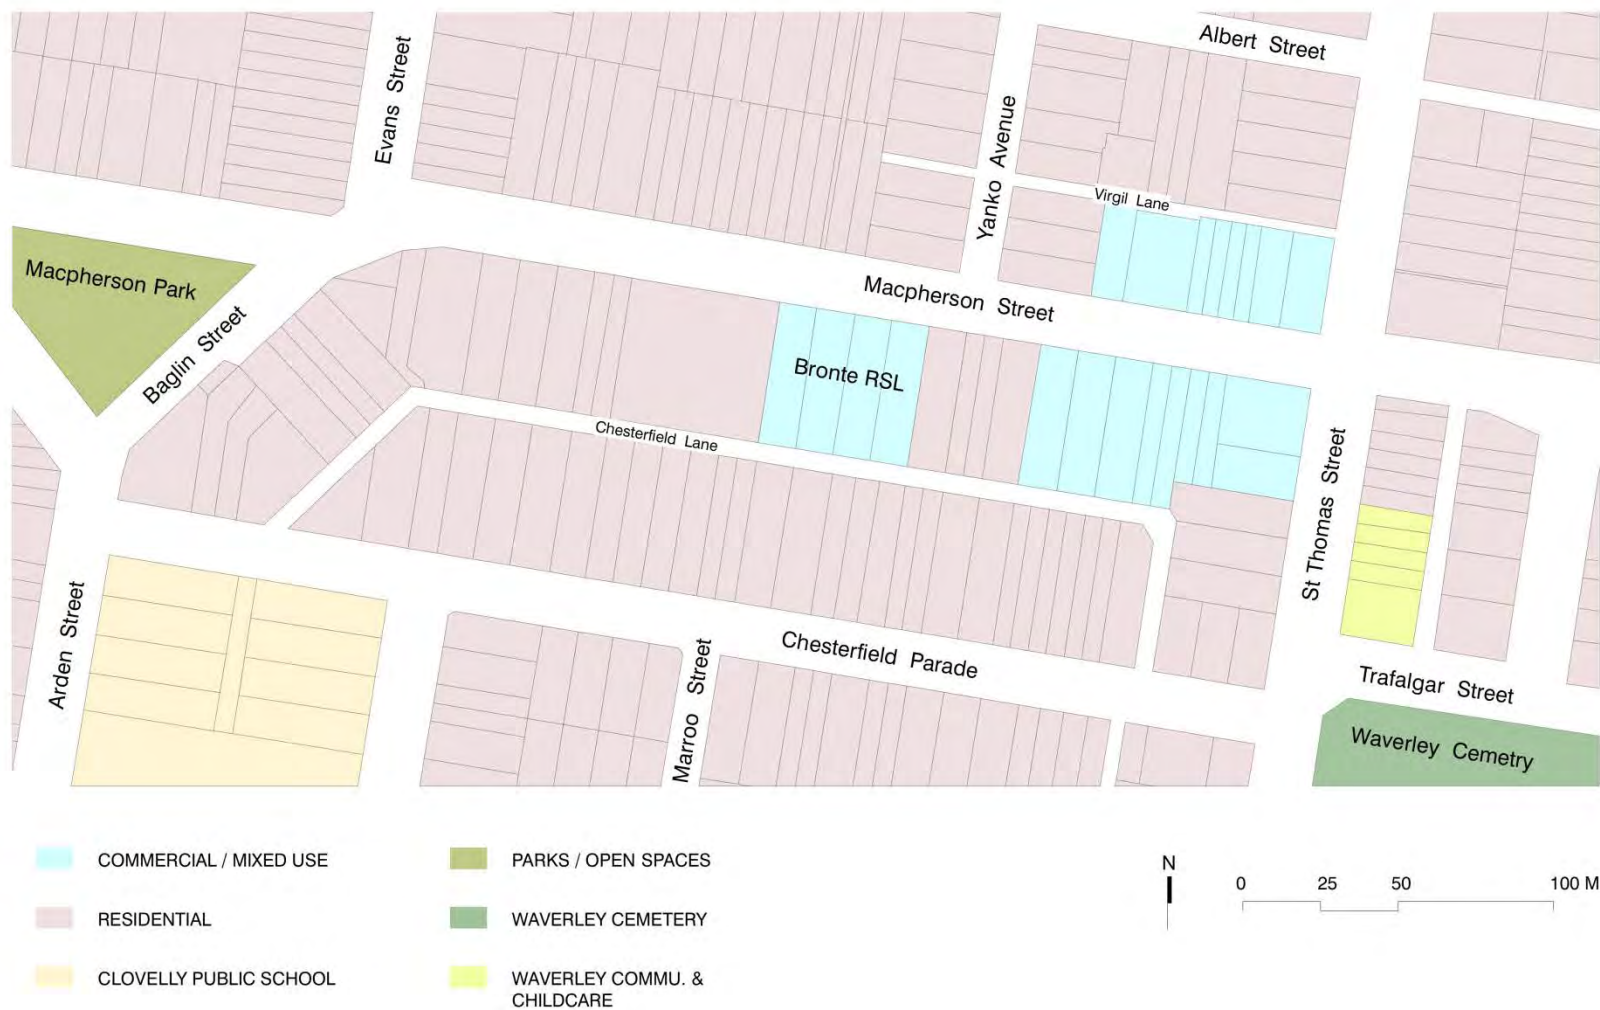 Albert Street
Evans Street
Yanko Avenue
Virgil Lane
Macpherson Park
Macpherson Street
Baglin Street
Bronte RSL
Chesterfield Lane
St Thomas Street
Arden Street
Marroo Street
Chesterfield Parade
Trafalgar Street
Waverley Cemetry
COMMERCIAL / MIXED USE
RESIDENTIAL
CLOVELLY PUBLIC SCHOOL
PARKS / OPEN SPACES
WAVERLEY CEMETERY
WAVERLEY COMMU. &
CHILDCARE
N
0 25 50 100 M